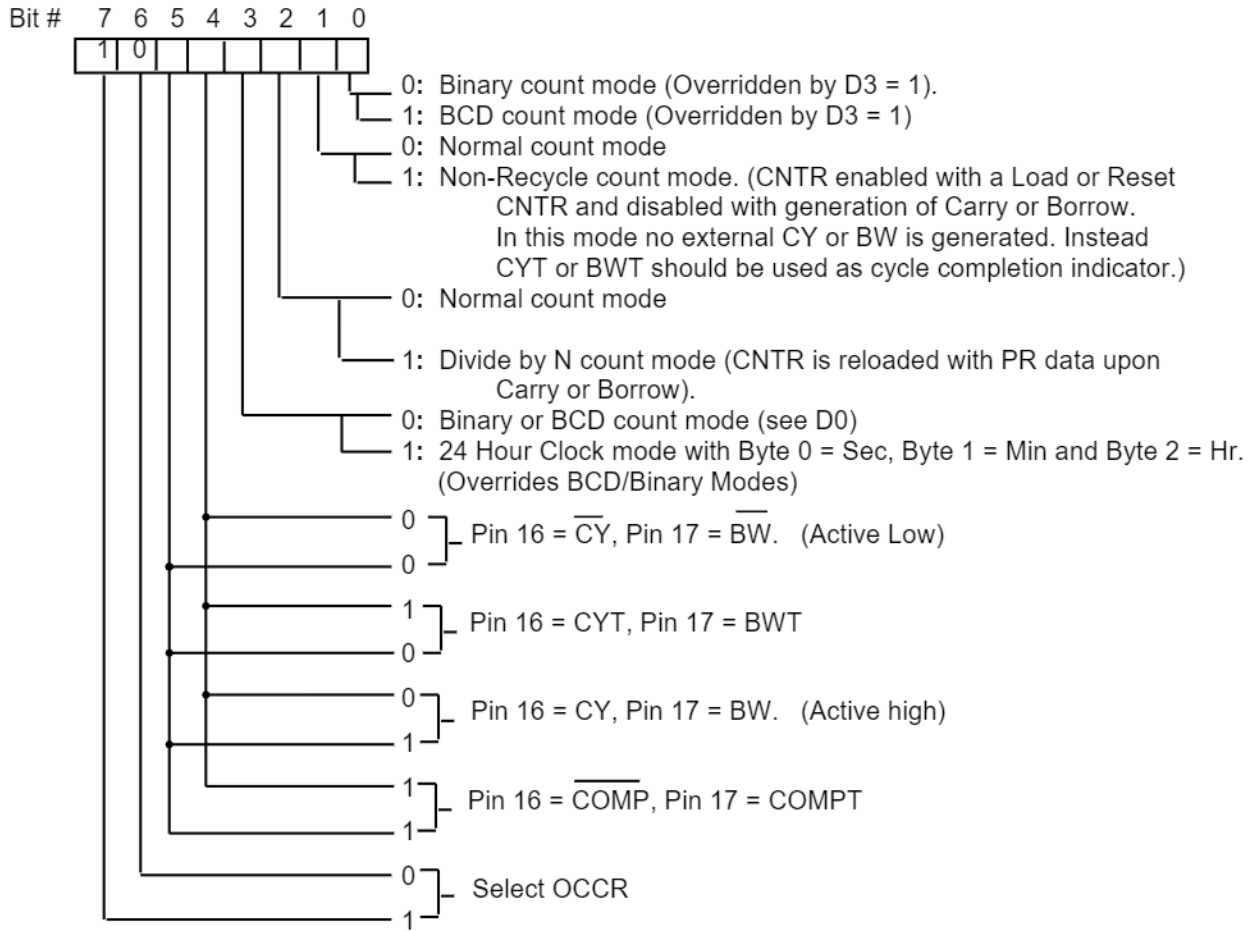 Bit # 7 6 5 4 3 2 1 0
1 0
0: Binary count mode (Overridden by D3 = 1).
1: BCD count mode (Overridden by D3 = 1)
0: Normal count mode
1: Non-Recycle count mode. (CNTR enabled with a Load or Reset
CNTR and disabled with generation of Carry or Borrow.
In this mode no external CY or BW is generated. Instead
CYT or BWT should be used as cycle completion indicator.)
0: Normal count mode
1: Divide by N count mode (CNTR is reloaded with PR data upon
Carry or Borrow).
0: Binary or BCD count mode (see D0)
1: 24 Hour Clock mode with Byte 0 = Sec, Byte 1 = Min and Byte 2 = Hr.
(Overrides BCD/Binary Modes)
0
Pin 16 = C̅Y̅, Pin 17 = B̅W̅. (Active Low)
0
1
Pin 16 = CYT, Pin 17 = BWT
0
0
Pin 16 = CY, Pin 17 = BW. (Active high)
1
1
Pin 16 = C̅O̅M̅P̅, Pin 17 = COMPT
1
0
Select OCCR
1